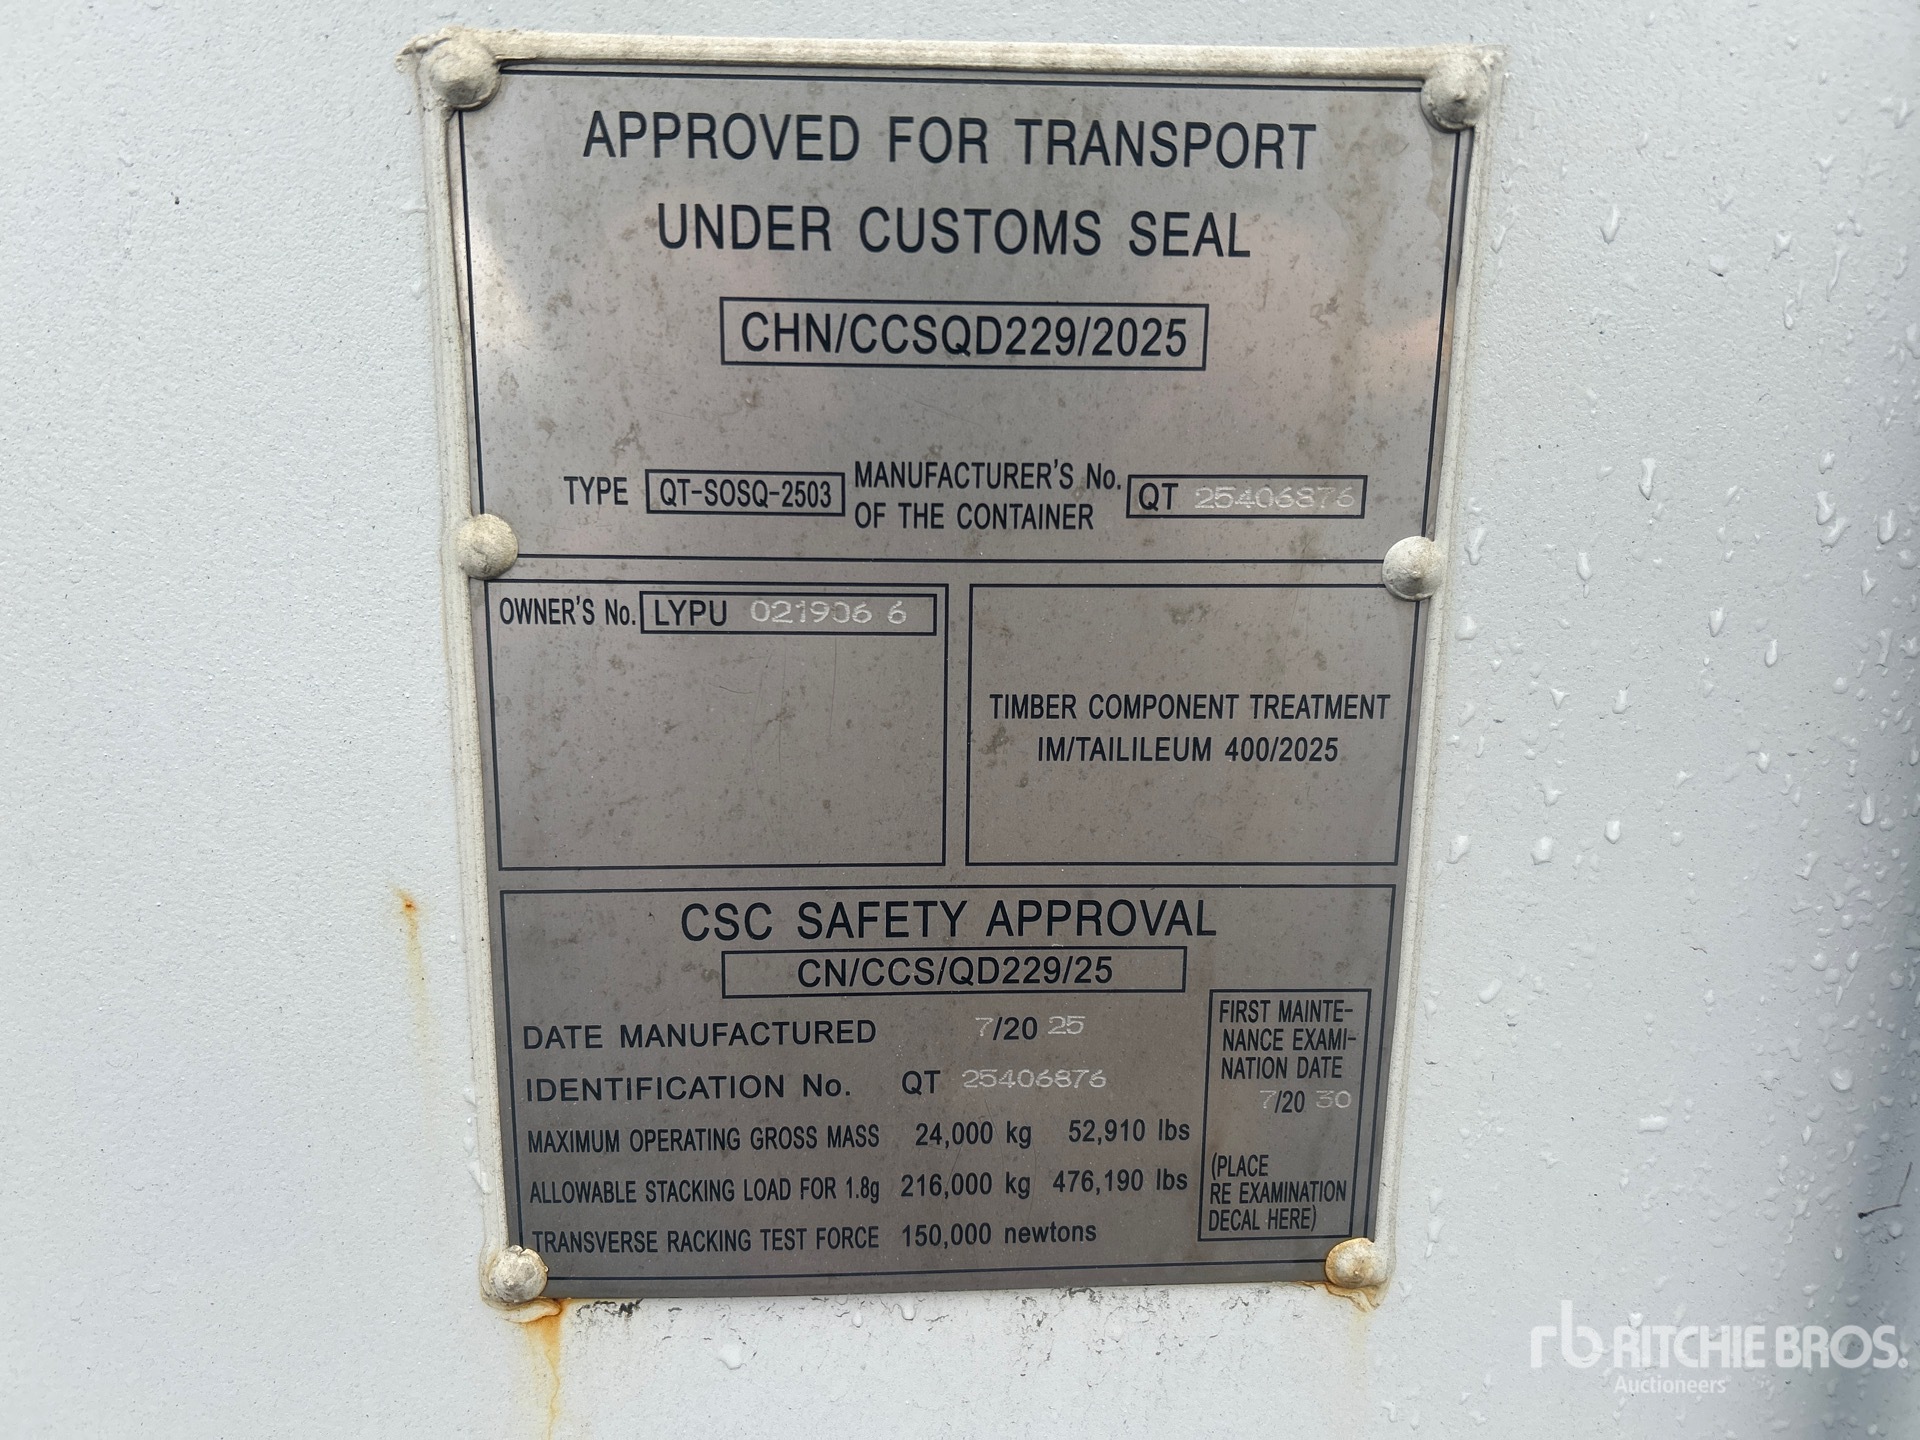 APPROVED FOR TRANSPORT
UNDER CUSTOMS SEAL
CHN/CCSQD229/2025
TYPE QT-SOSQ-2503 MANUFACTURER'S No. OF THE CONTAINER QT 25406876
OWNER'S No. LYPU 021906 6
TIMBER COMPONENT TREATMENT
IM/TAILILEUM 400/2025
CSC SAFETY APPROVAL
CN/CCS/QD229/25
DATE MANUFACTURED 7/20 25
IDENTIFICATION No. QT 25406876
MAXIMUM OPERATING GROSS MASS 24,000 kg 52,910 lbs
ALLOWABLE STACKING LOAD FOR 1.8g 216,000 kg 476,190 lbs
TRANSVERSE RACKING TEST FORCE 150,000 newtons
FIRST MAINTE-
NANCE EXAMI-
NATION DATE
7/20 30
(PLACE
RE EXAMINATION
DECAL HERE)
rb RITCHIE BROS.
Auctioneers